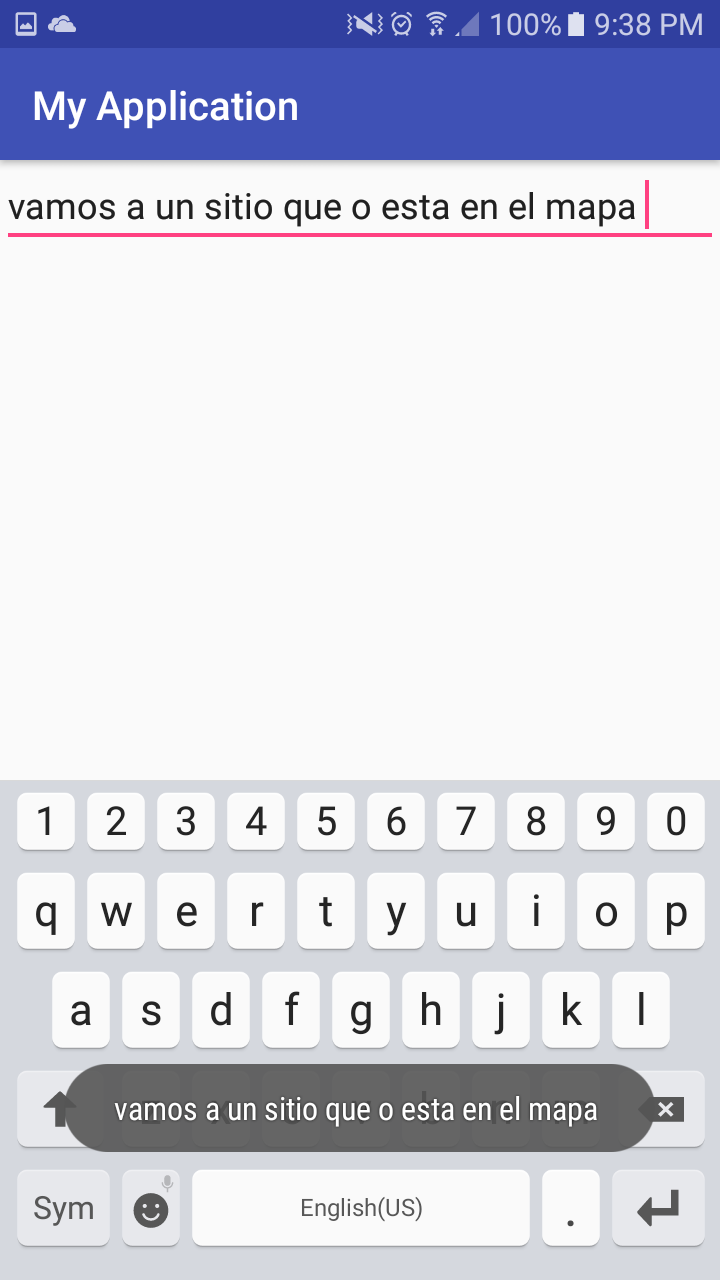 100% 9:38 PM
My Application
vamos a un sitio que o esta en el mapa
1 2 3 4 5 6 7 8 9 0
q w e r t y u i o p
a s d f g h j k l
vamos a un sitio que o esta en el mapa
Sym English(US) .